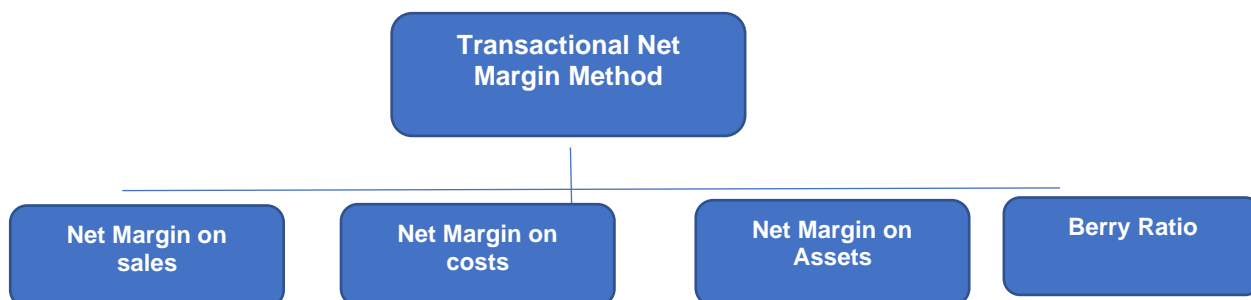 Transactional Net
Margin Method
Net Margin on
sales
Net Margin on
costs
Net Margin on
Assets
Berry Ratio